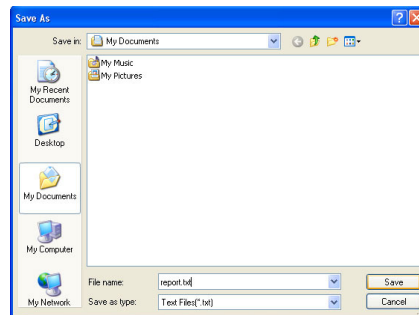 Save As
Save in: My Documents
My Recent
Documents
Desktop
My Documents
My Computer
My Network
My Music
My Pictures
File name: report.txt Save
Save as type: Text Files(*.txt) Cancel